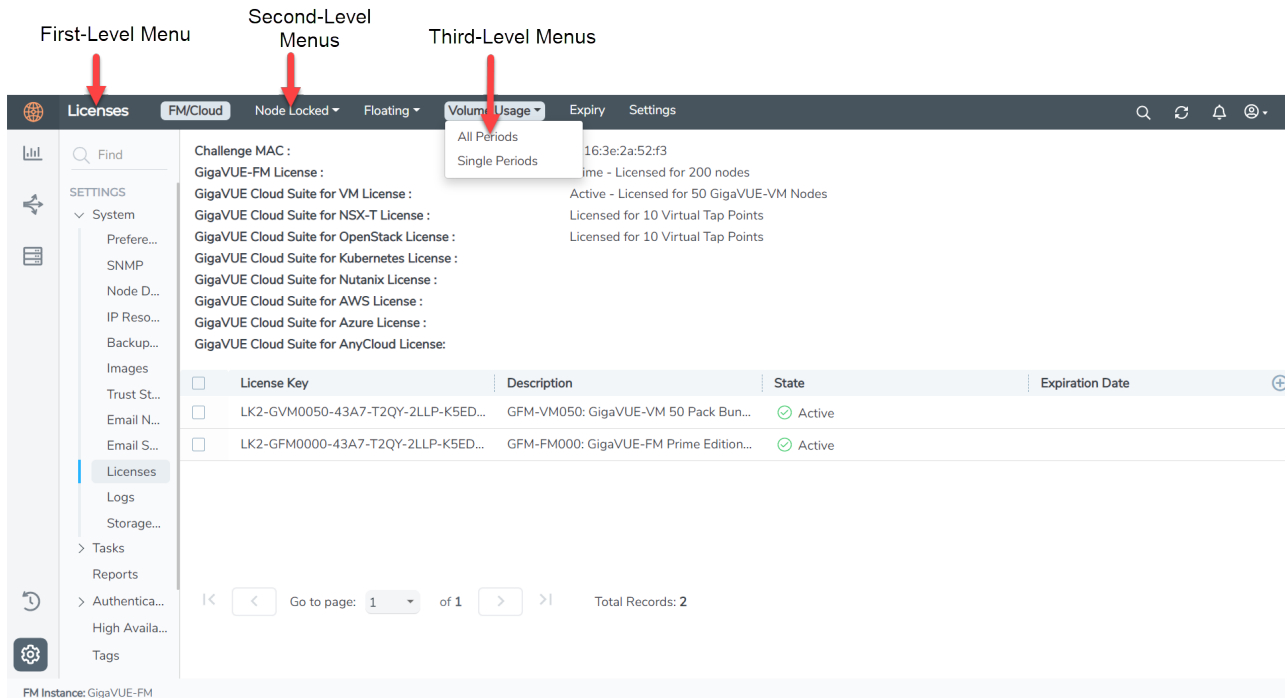 First-Level Menu
Second-Level
Menus
Third-Level Menus
Licenses FM/Cloud Node Locked Floating Volume Usage Expiry Settings
All Periods
Single Periods
Find
SETTINGS
System
Prefere...
SNMP
Node D...
IP Reso...
Backup...
Images
Trust St...
Email N...
Email S...
Licenses
Logs
Storage...
Tasks
Reports
Authentica...
High Availa...
Tags
Challenge MAC : 16:3e:2a:52:f3
GigaVUE-FM License : - Licensed for 200 nodes
GigaVUE Cloud Suite for VM License : Active - Licensed for 50 GigaVUE-VM Nodes
GigaVUE Cloud Suite for NSX-T License : Licensed for 10 Virtual Tap Points
GigaVUE Cloud Suite for OpenStack License : Licensed for 10 Virtual Tap Points
GigaVUE Cloud Suite for Kubernetes License :
GigaVUE Cloud Suite for Nutanix License :
GigaVUE Cloud Suite for AWS License :
GigaVUE Cloud Suite for Azure License :
GigaVUE Cloud Suite for AnyCloud License:
License Key Description State Expiration Date
LK2-GVM0050-43A7-T2QY-2LLP-K5ED... GFM-VM050: GigaVUE-VM 50 Pack Bun... Active
LK2-GFM0000-43A7-T2QY-2LLP-K5ED... GFM-FM000: GigaVUE-FM Prime Edition... Active
Go to page: 1 of 1 Total Records: 2
FM Instance: GigaVUE-FM